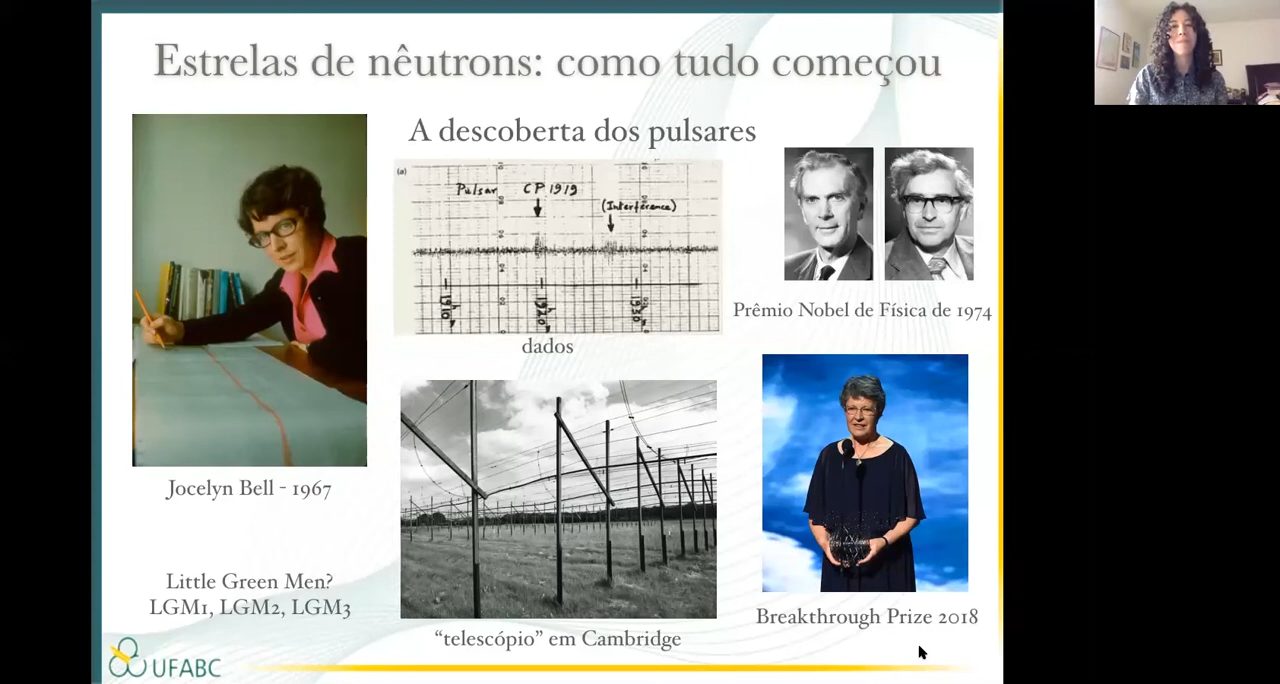 Estrelas de nêutrons: como tudo começou
A descoberta dos pulsares
(a)
Pulsar CP 1919
(Interference)
dados
Prêmio Nobel de Física de 1974
Jocelyn Bell - 1967
Little Green Men?
LGM1, LGM2, LGM3
"telescópio" em Cambridge
Breakthrough Prize 2018
UFABC